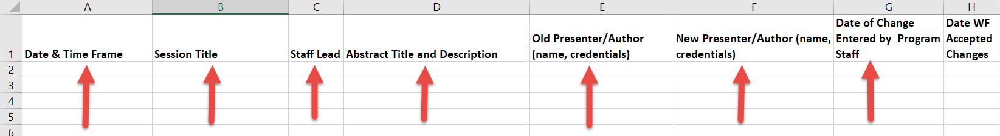 A B C D E F G H
1 Date & Time Frame Session Title Staff Lead Abstract Title and Description
Old Presenter/Author
(name, credentials)
New Presenter/Author (name,
credentials)
Date of Change
Entered by Program
Staff
Date WF
Accepted
Changes
2
3
4
5
6